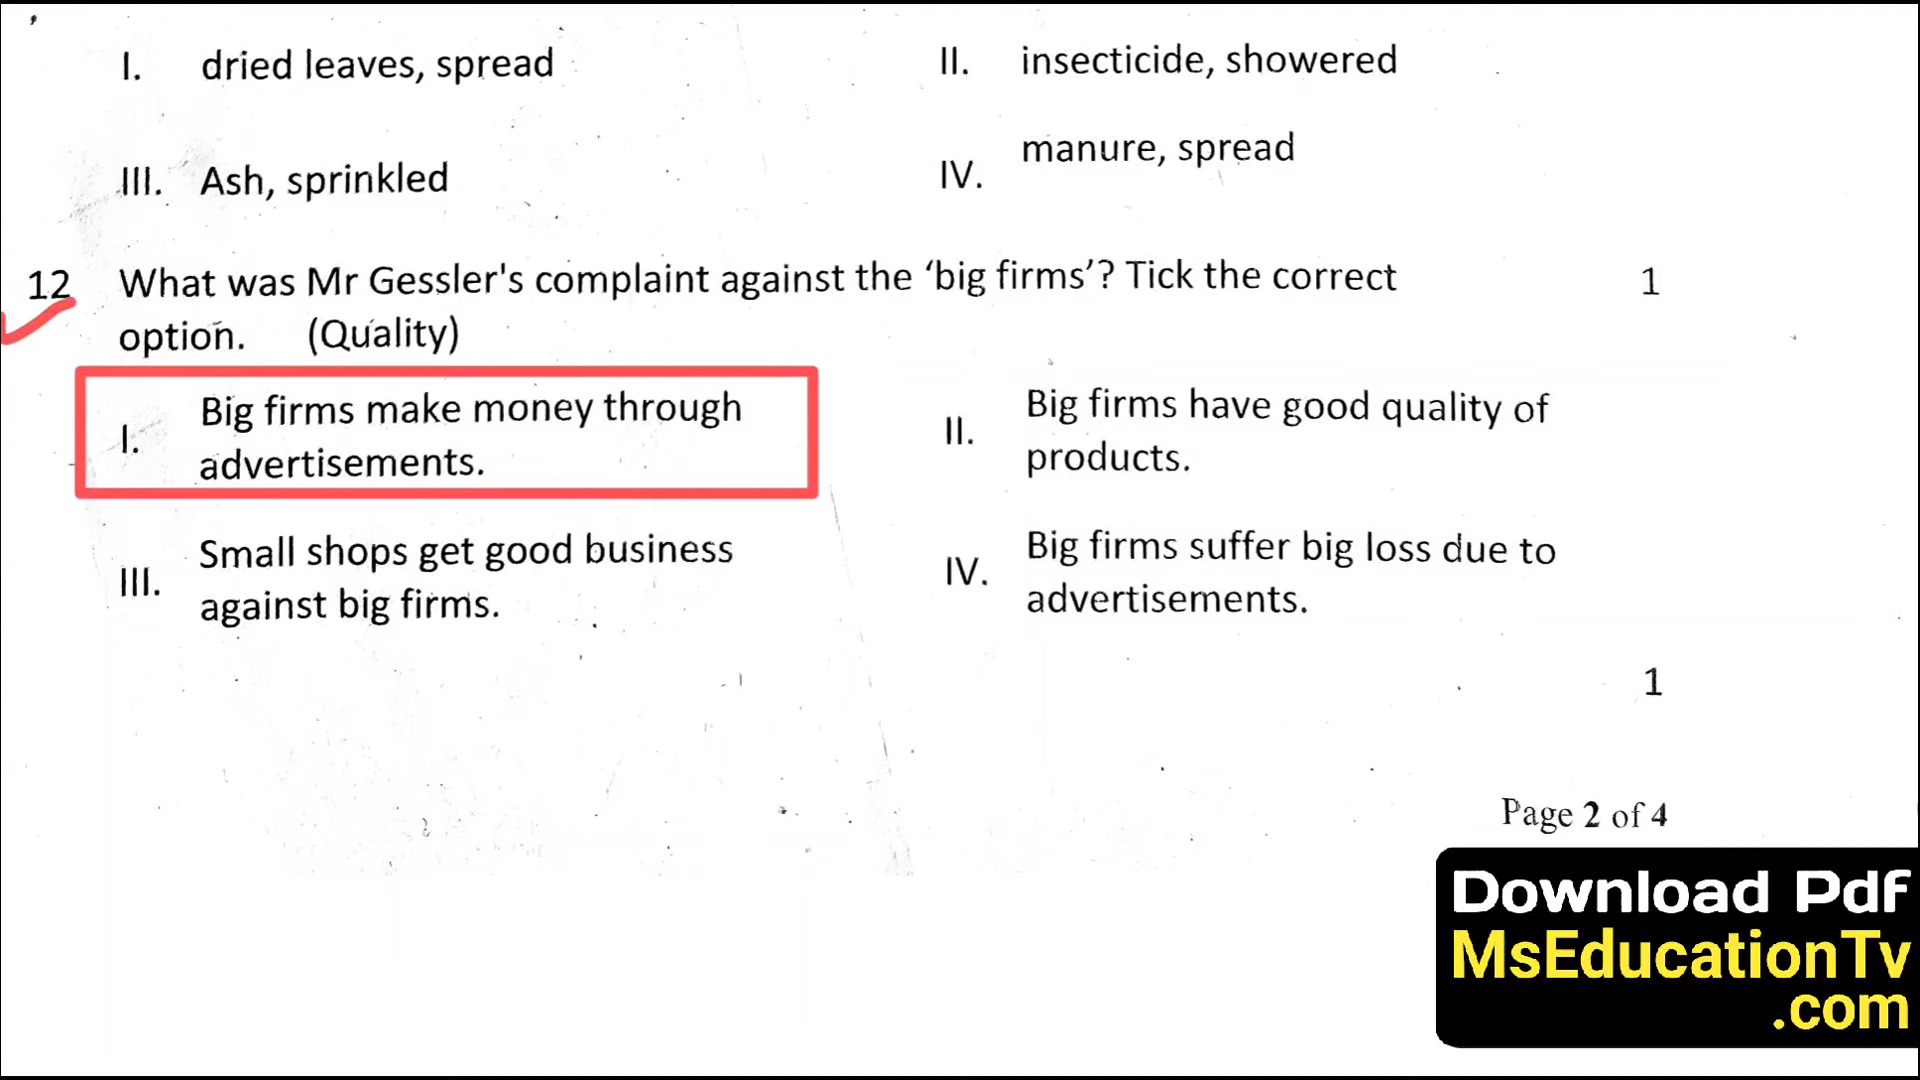 I. dried leaves, spread II. insecticide, showered
III. Ash, sprinkled IV. manure, spread
12 What was Mr Gessler's complaint against the ‘big firms’? Tick the correct 1
option. (Quality)
I. Big firms make money through
advertisements.
II. Big firms have good quality of
products.
III. Small shops get good business
against big firms.
IV. Big firms suffer big loss due to
advertisements.
1
Page 2 of 4
Download Pdf
MsEducationTv
.com